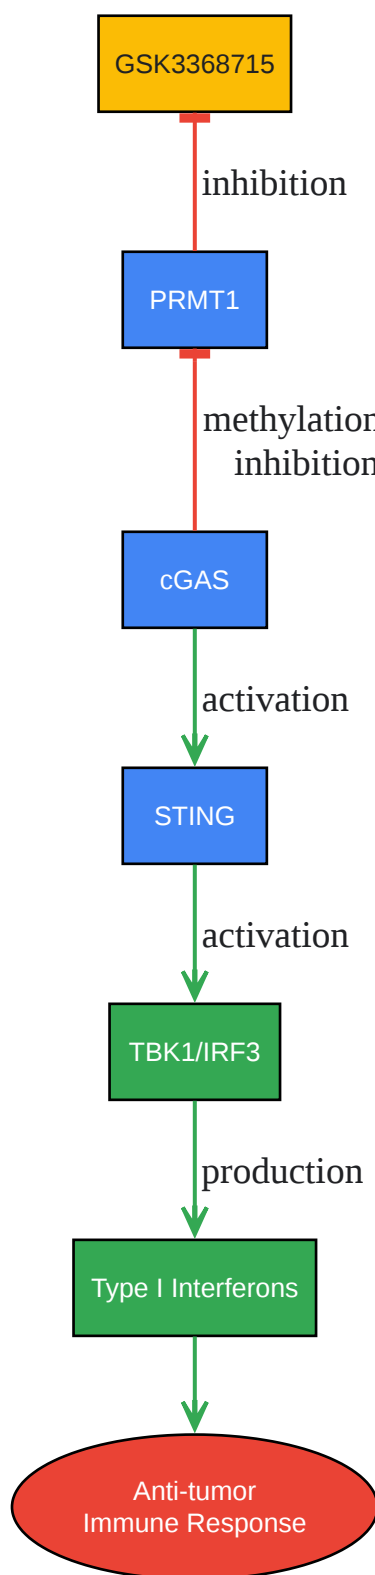 GSK3368715
inhibition
PRMT1
methylation
inhibition
cGAS
activation
STING
activation
TBK1/IRF3
production
Type I Interferons
Anti-tumor
Immune Response